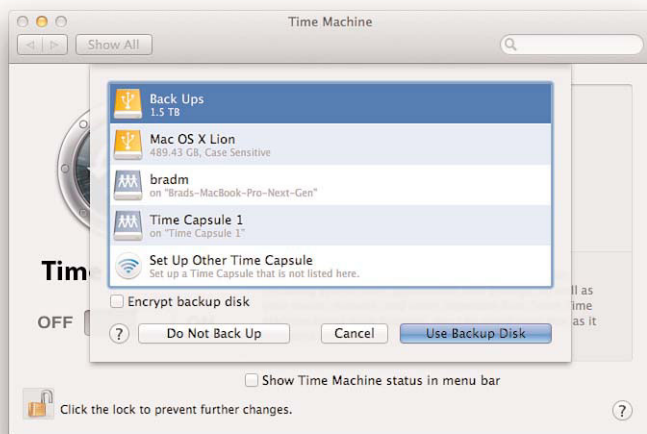 Time Machine
Show All
Back Ups
1.5 TB
Mac OS X Lion
489.43 GB, Case Sensitive
bradm
on "Brads-MacBook-Pro-Next-Gen"
Time Capsule 1
on "Time Capsule 1"
Set Up Other Time Capsule
Set up a Time Capsule that is not listed here.
Tim
ll as
Encrypt backup disk
ime
OFF
as it
? Do Not Back Up Cancel Use Backup Disk
Show Time Machine status in menu bar
Click the lock to prevent further changes. ?